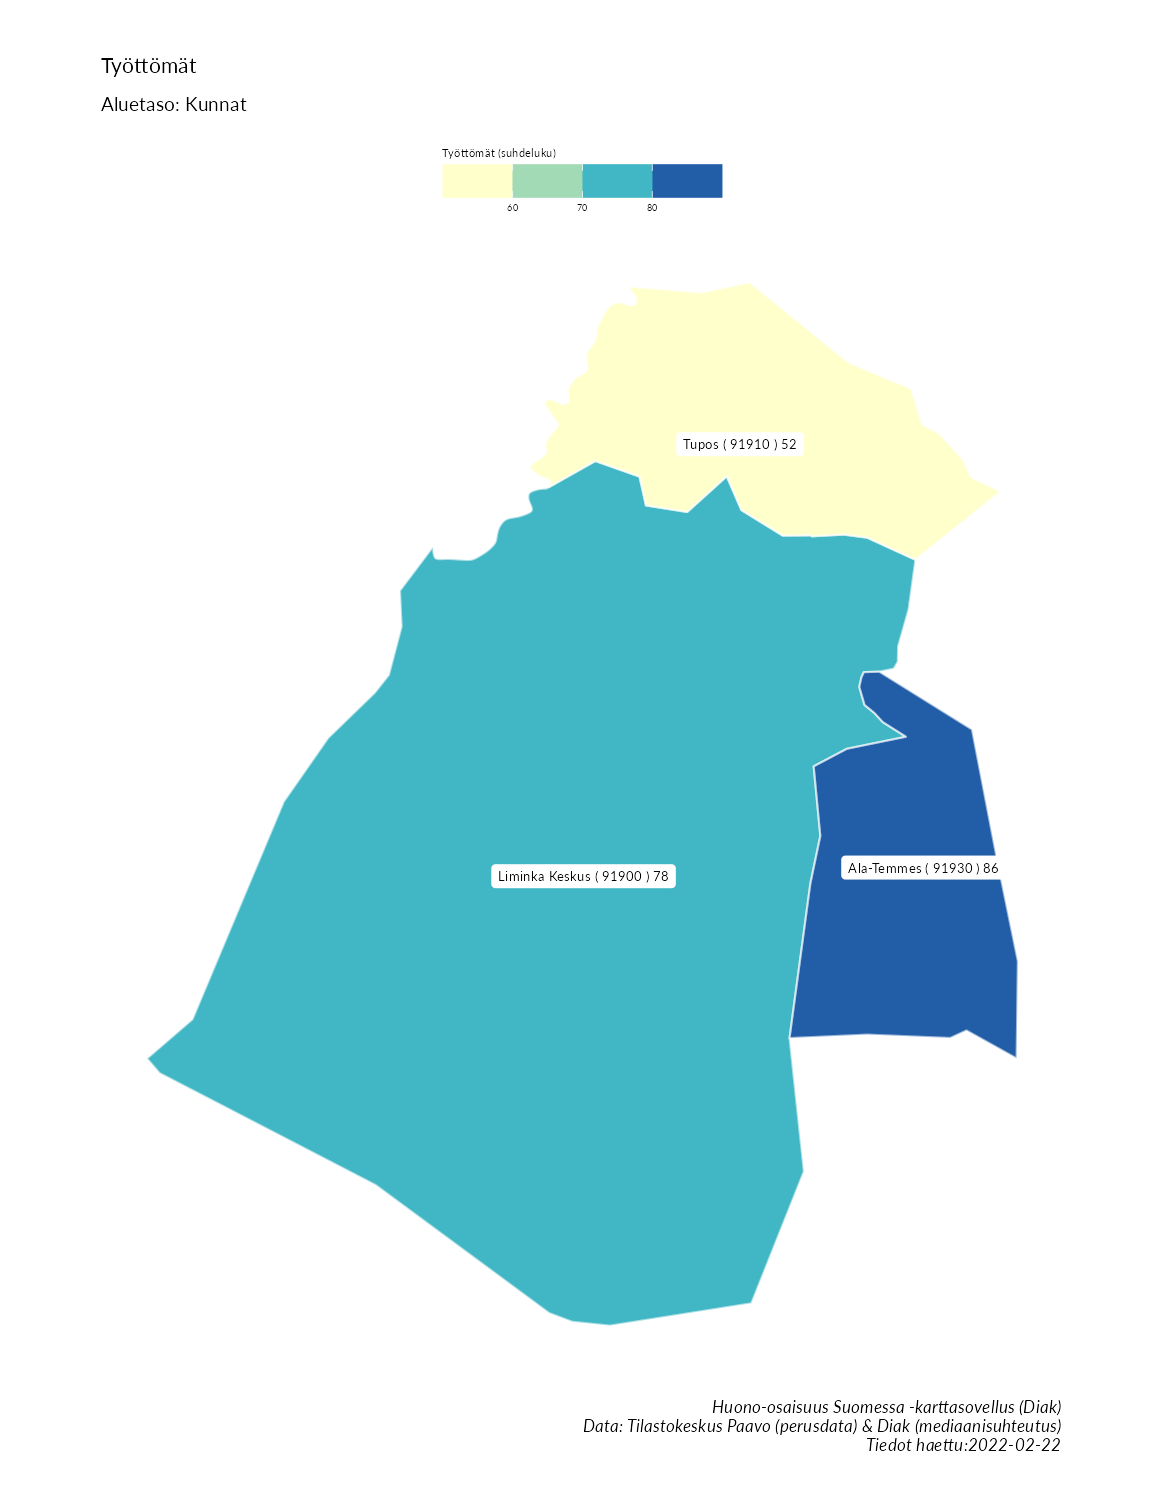 Työttömät
Aluetaso: Kunnat
Työttömät (suhdeluku)
60 70 80
Tupos ( 91910 ) 52
Ala-Temmes ( 91930 ) 86
Liminka Keskus ( 91900 ) 78
Huono-osaisuus Suomessa -karttasovellus (Diak)
Data: Tilastokeskus Paavo (perusdata) & Diak (mediaanisuhteutus)
Tiedot haettu:2022-02-22